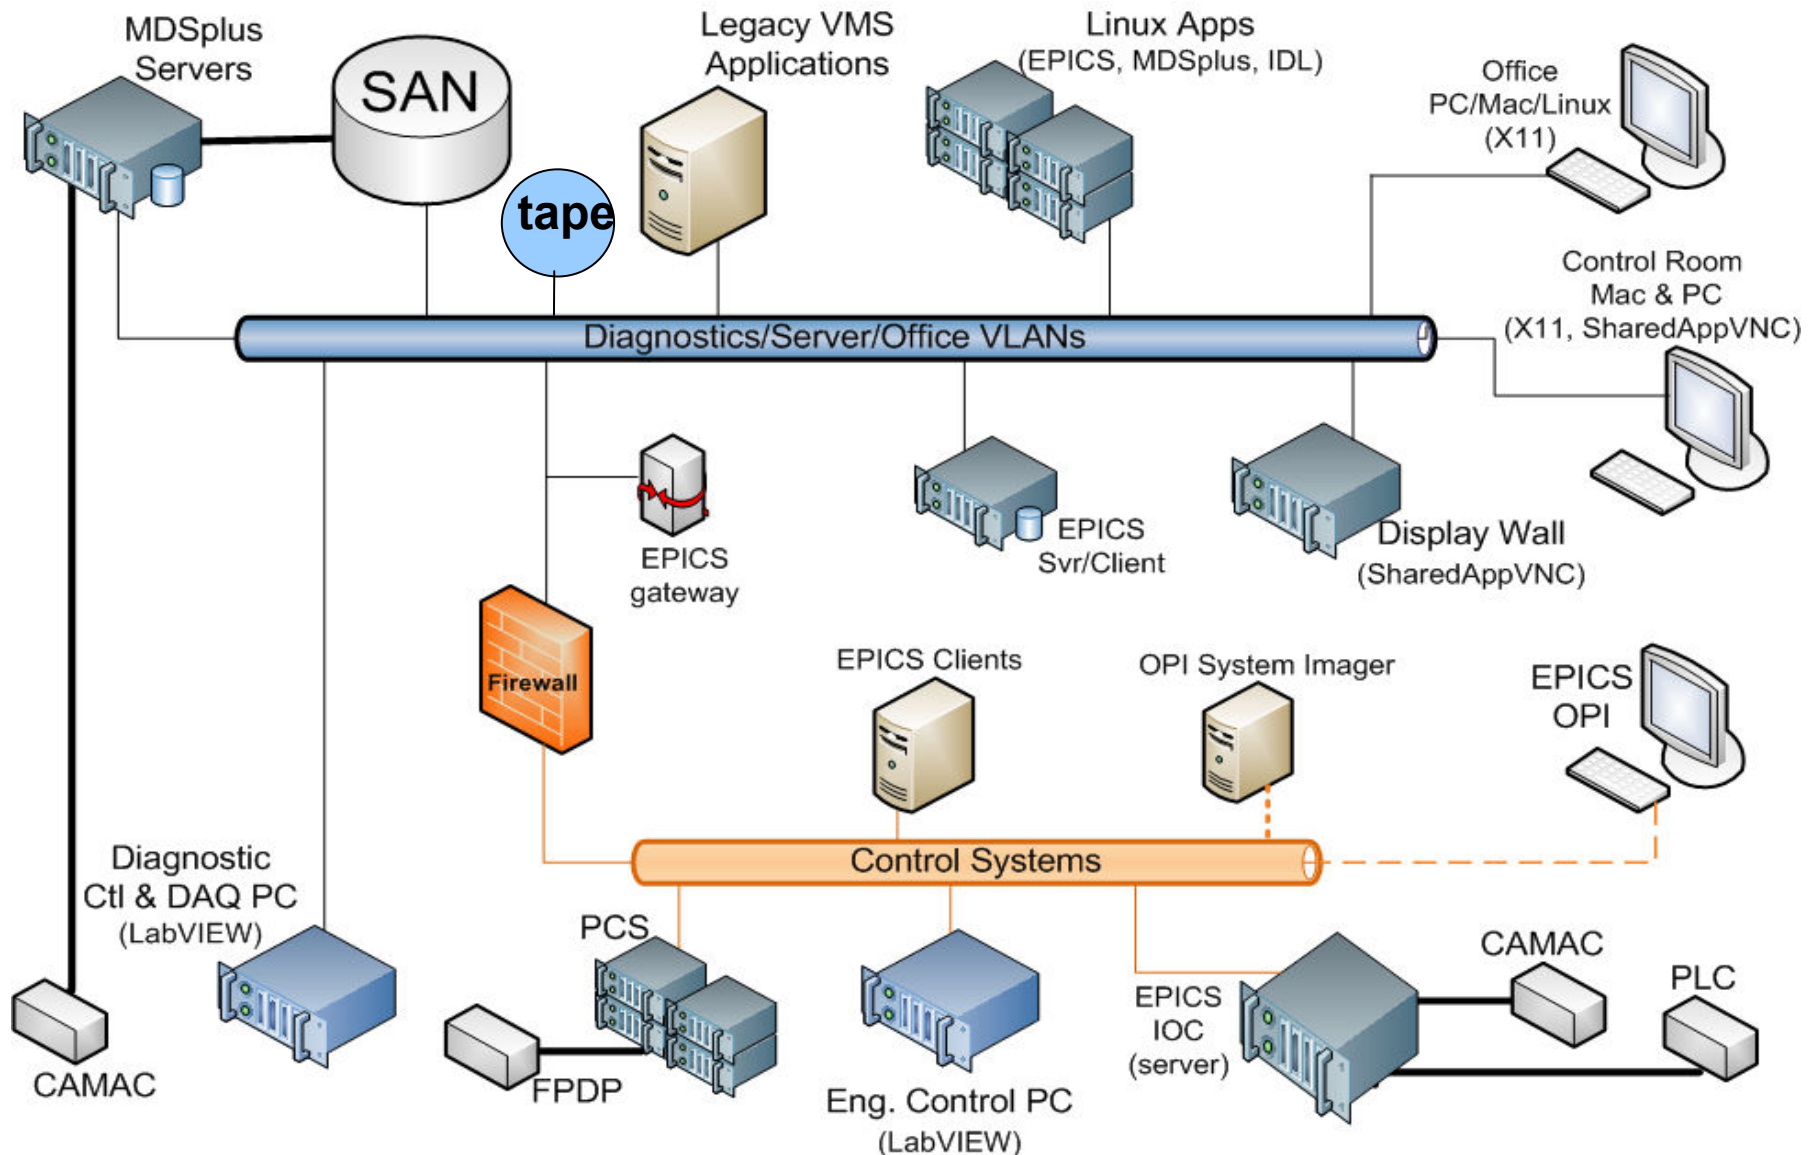 MDSplus
Servers
SAN
tape
Legacy VMS
Applications
Linux Apps
(EPICS, MDSplus, IDL)
Office
PC/Mac/Linux
(X11)
Control Room
Mac & PC
(X11, SharedAppVNC)
Diagnostics/Server/Office VLANs
EPICS
gateway
EPICS
Svr/Client
Display Wall
(SharedAppVNC)
Firewall
EPICS Clients
OPI System Imager
EPICS
OPI
Control Systems
Diagnostic
Ctl & DAQ PC
(LabVIEW)
CAMAC
PCS
FPDP
Eng. Control PC
(LabVIEW)
EPICS
IOC
(server)
CAMAC
PLC